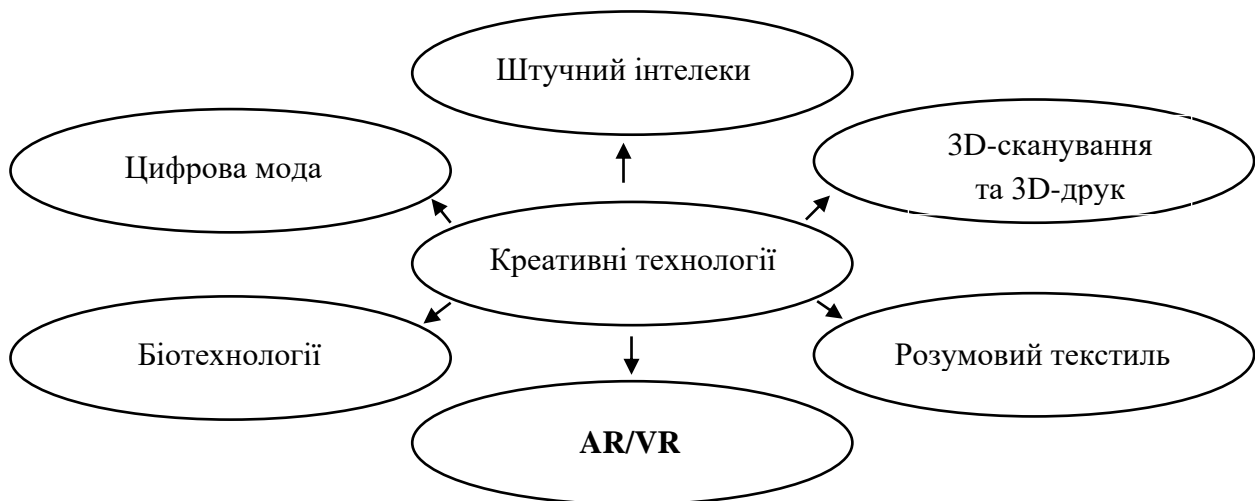 Штучний інтелеки
Цифрова мода
3D-сканування
та 3D-друк
Креативні технології
Біотехнології
Розумовий текстиль
AR/VR